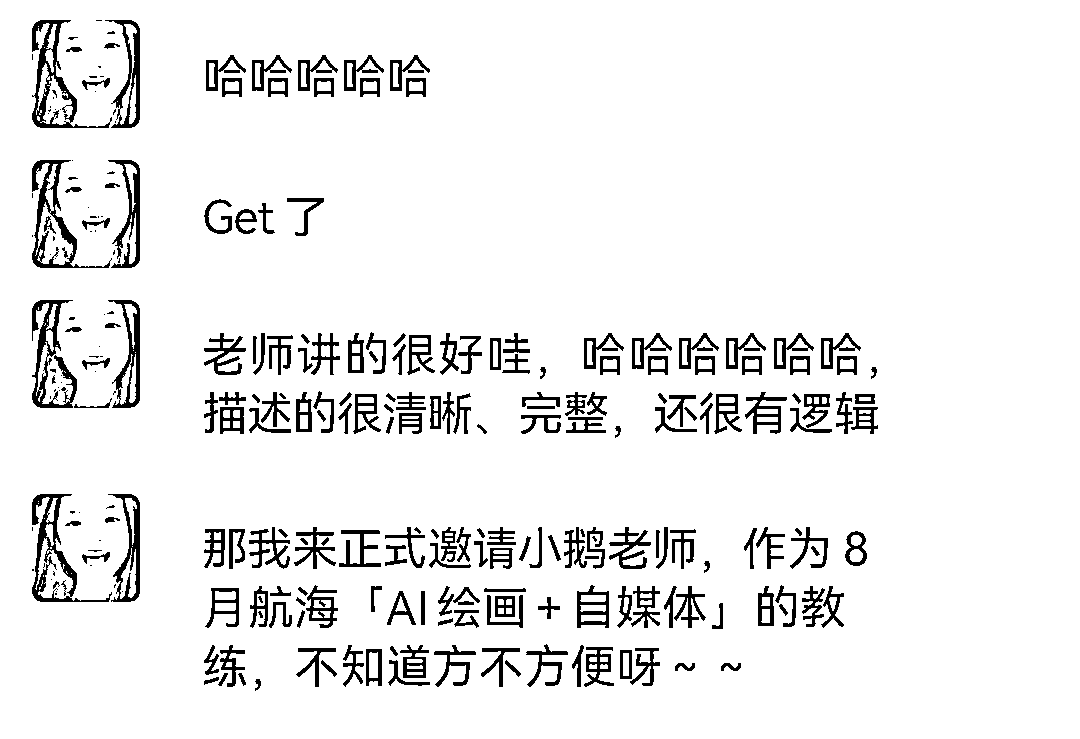 哈哈哈哈哈
Get 了
老师讲的很好哇，哈哈哈哈哈哈，
描述的很清晰、完整，还很有逻辑
那我来正式邀请小鹅老师，作为 8
月航海「AI 绘画 + 自媒体」的教
练，不知道方不方便呀 ~ ~